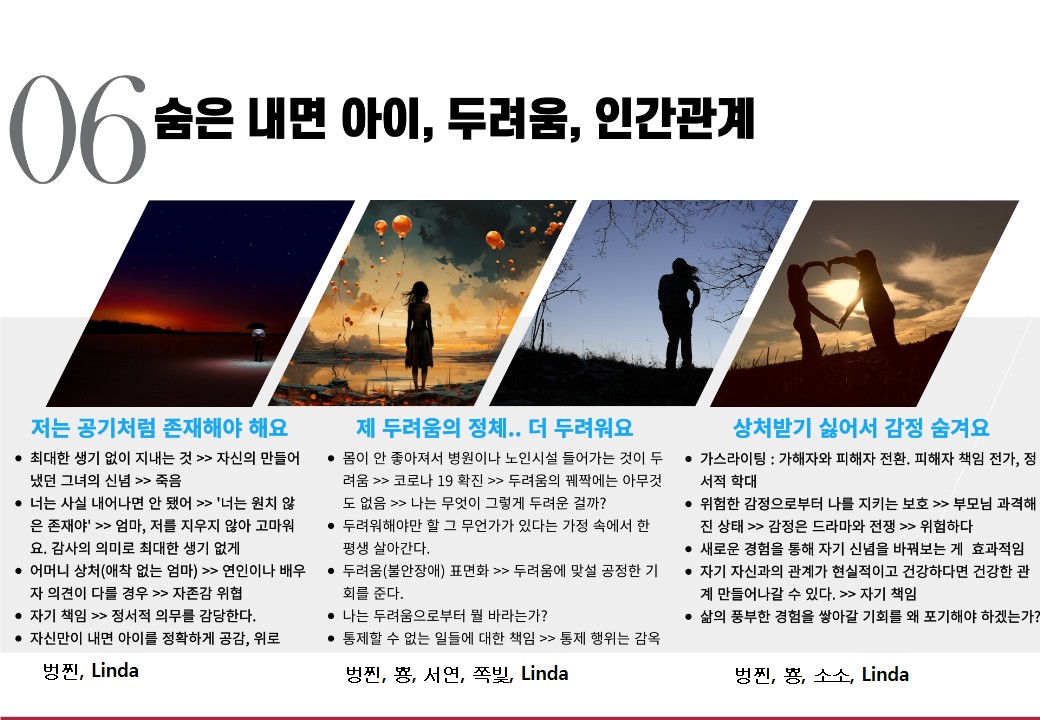 06 숨은 내면 아이, 두려움, 인간관계
저는 공기처럼 존재해야 해요
• 최대한 생기 없이 지내는 것 >> 자신의 만들어
냈던 그녀의 신념 >> 죽음
• 너는 사실 내어나면 안 됐어 >> '너는 원치 않
은 존재야' >> 엄마, 저를 지우지 않아 고마워
요. 감사의 의미로 최대한 생기 없게
• 어머니 상처(애착 없는 엄마) >> 연인이나 배우
자 의견이 다를 경우 >> 자존감 위협
• 자기 책임 >> 정서적 의무를 감당한다.
• 자신만이 내면 아이를 정확하게 공감, 위로
벙찐, Linda
제 두려움의 정체.. 더 두려워요
• 몸이 안 좋아져서 병원이나 노인시설 들어가는 것이 두
려움 >> 코로나 19 확진 >> 두려움의 궤짝에는 아무것
도 없음 >> 나는 무엇이 그렇게 두려운 걸까?
• 두려워해야만 할 그 무언가가 있다는 가정 속에서 한
평생 살아간다.
• 두려움(불안장애) 표면화 >> 두려움에 맞설 공정한 기
회를 준다.
• 나는 두려움으로부터 뭘 바라는가?
• 통제할 수 없는 일들에 대한 책임 >> 통제 행위는 감옥
벙찐, 뿅, 서연, 쪽빛, Linda
상처받기 싫어서 감정 숨겨요
• 가스라이팅 : 가해자와 피해자 전환. 피해자 책임 전가, 정
서적 학대
• 위험한 감정으로부터 나를 지키는 보호 >> 부모님 과격해
진 상태 >> 감정은 드라마와 전쟁 >> 위험하다
• 새로운 경험을 통해 자기 신념을 바꿔보는 게 효과적임
• 자기 자신과의 관계가 현실적이고 건강하다면 건강한 관
계 만들어나갈 수 있다. >> 자기 책임
• 삶의 풍부한 경험을 쌓아갈 기회를 왜 포기해야 하겠는가?
벙찐, 뿅, 소소, Linda